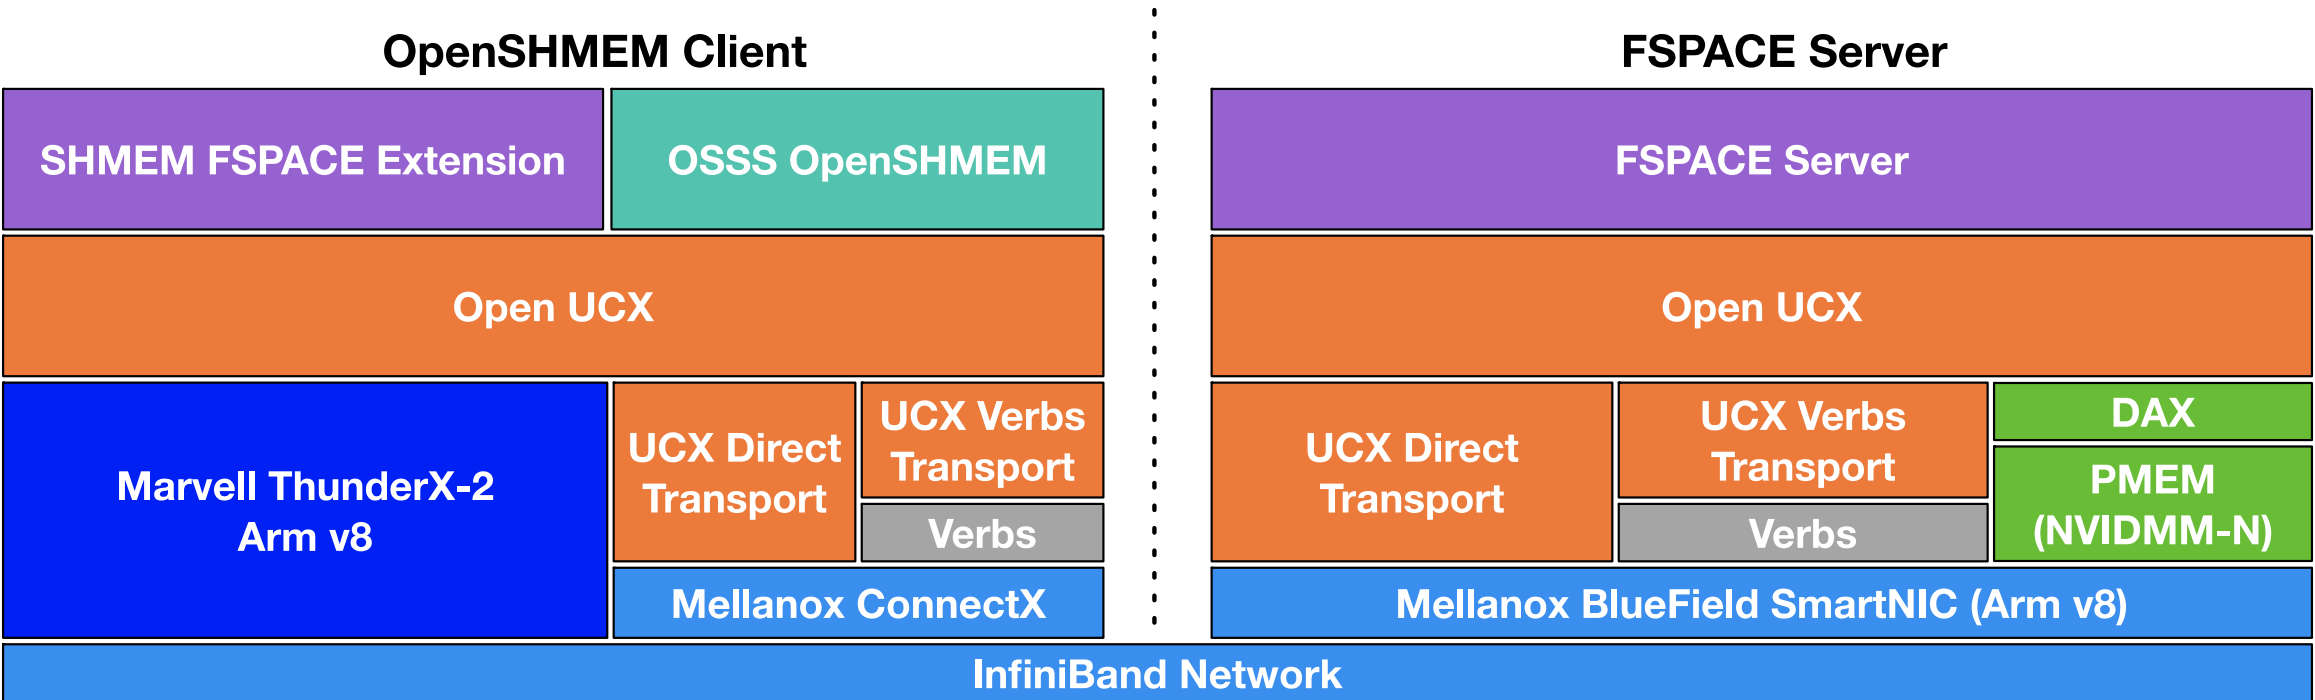 OpenSHMEM Client
SHMEM FSPACE Extension
OSSS OpenSHMEM
Open UCX
Marvell ThunderX-2
Arm v8
UCX Direct
Transport
UCX Verbs
Transport
Verbs
Mellanox ConnectX
FSPACE Server
FSPACE Server
Open UCX
UCX Direct
Transport
UCX Verbs
Transport
Verbs
DAX
PMEM
(NVIDMM-N)
Mellanox BlueField SmartNIC (Arm v8)
InfiniBand Network